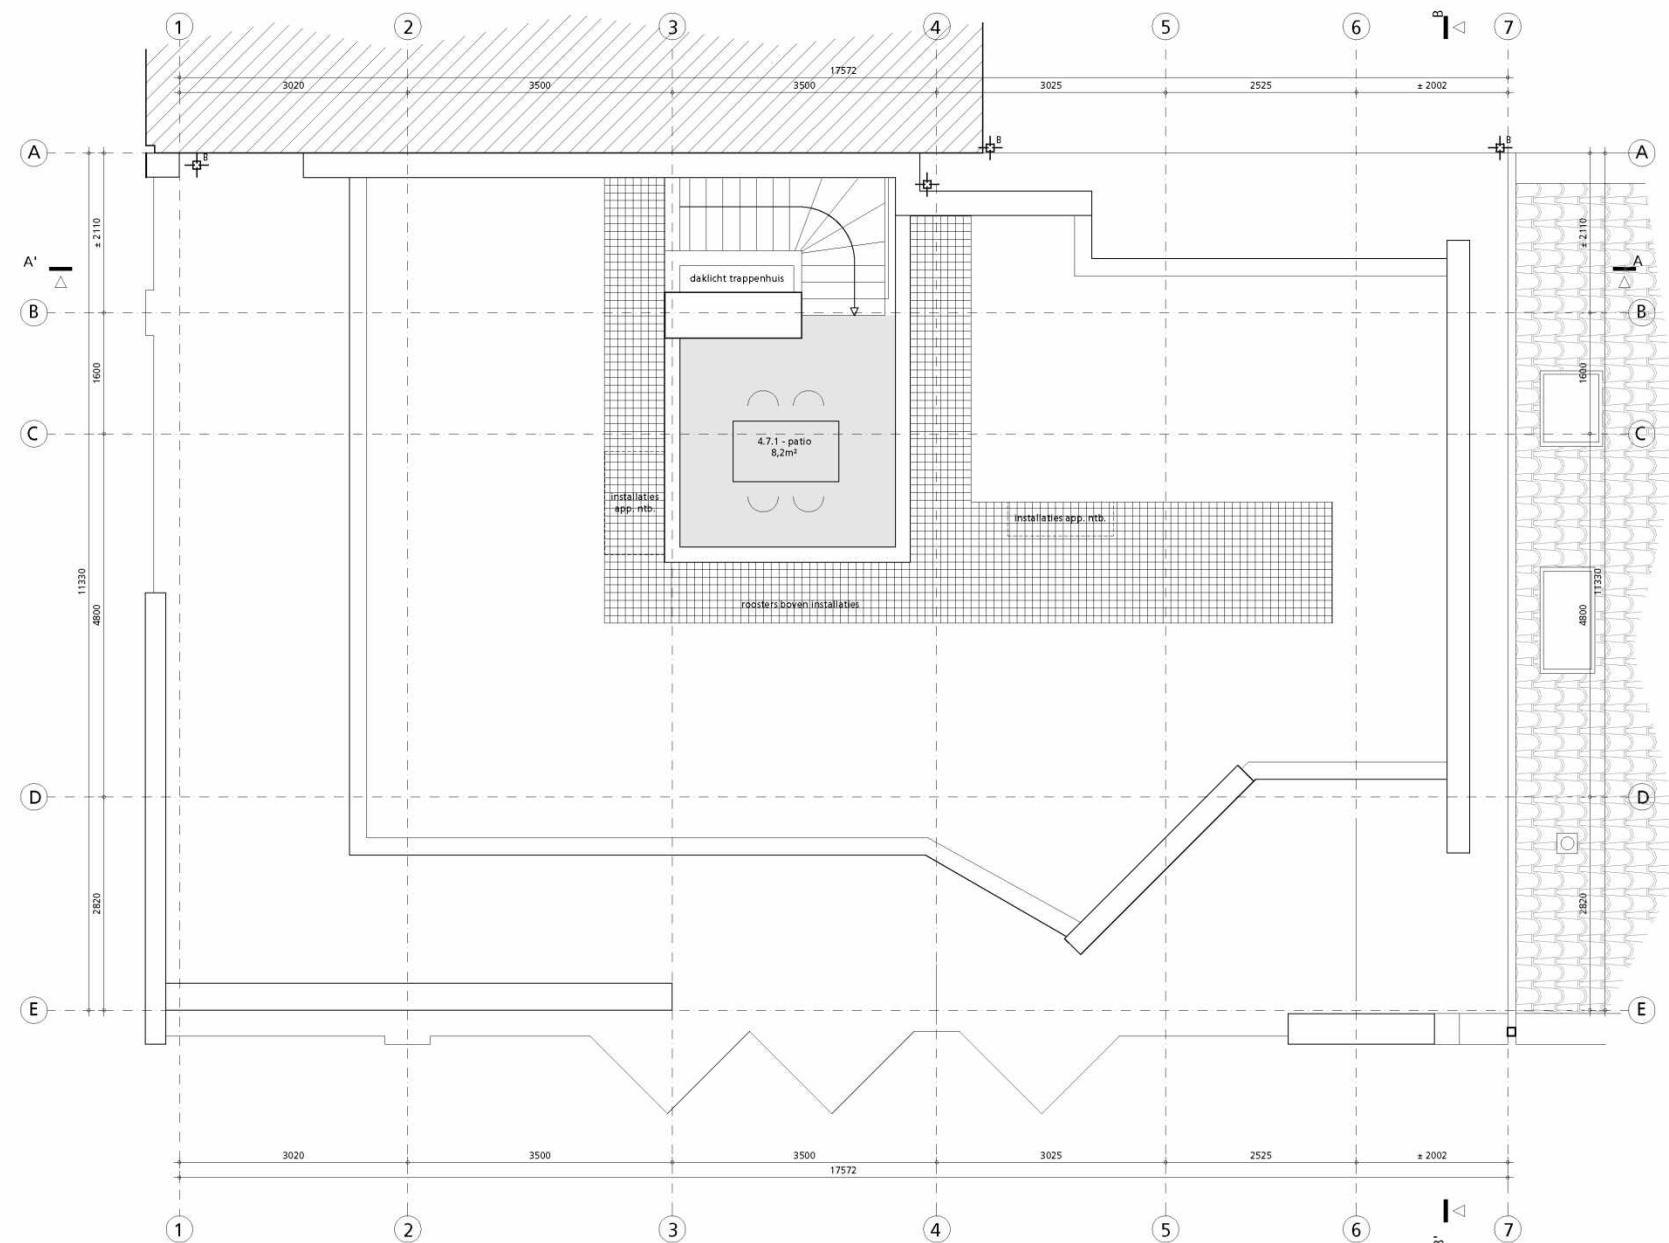 1 2 3 4 5 6 7
B
17572
3020 3500 3500 3025 2525 ± 2002
A B B B A
± 2110 ± 2110
A' A
daklicht trappenhuis
B B
1600 1600
C C
4.7.1 - patio
8,2m²
installaties
app. ntb.
installaties app. ntb.
11330 11330
roosters boven installaties
4800 4800
D D
2820 2820
E E
3020 3500 3500 3025 2525 ± 2002
17572
1 2 3 4 5 6 7